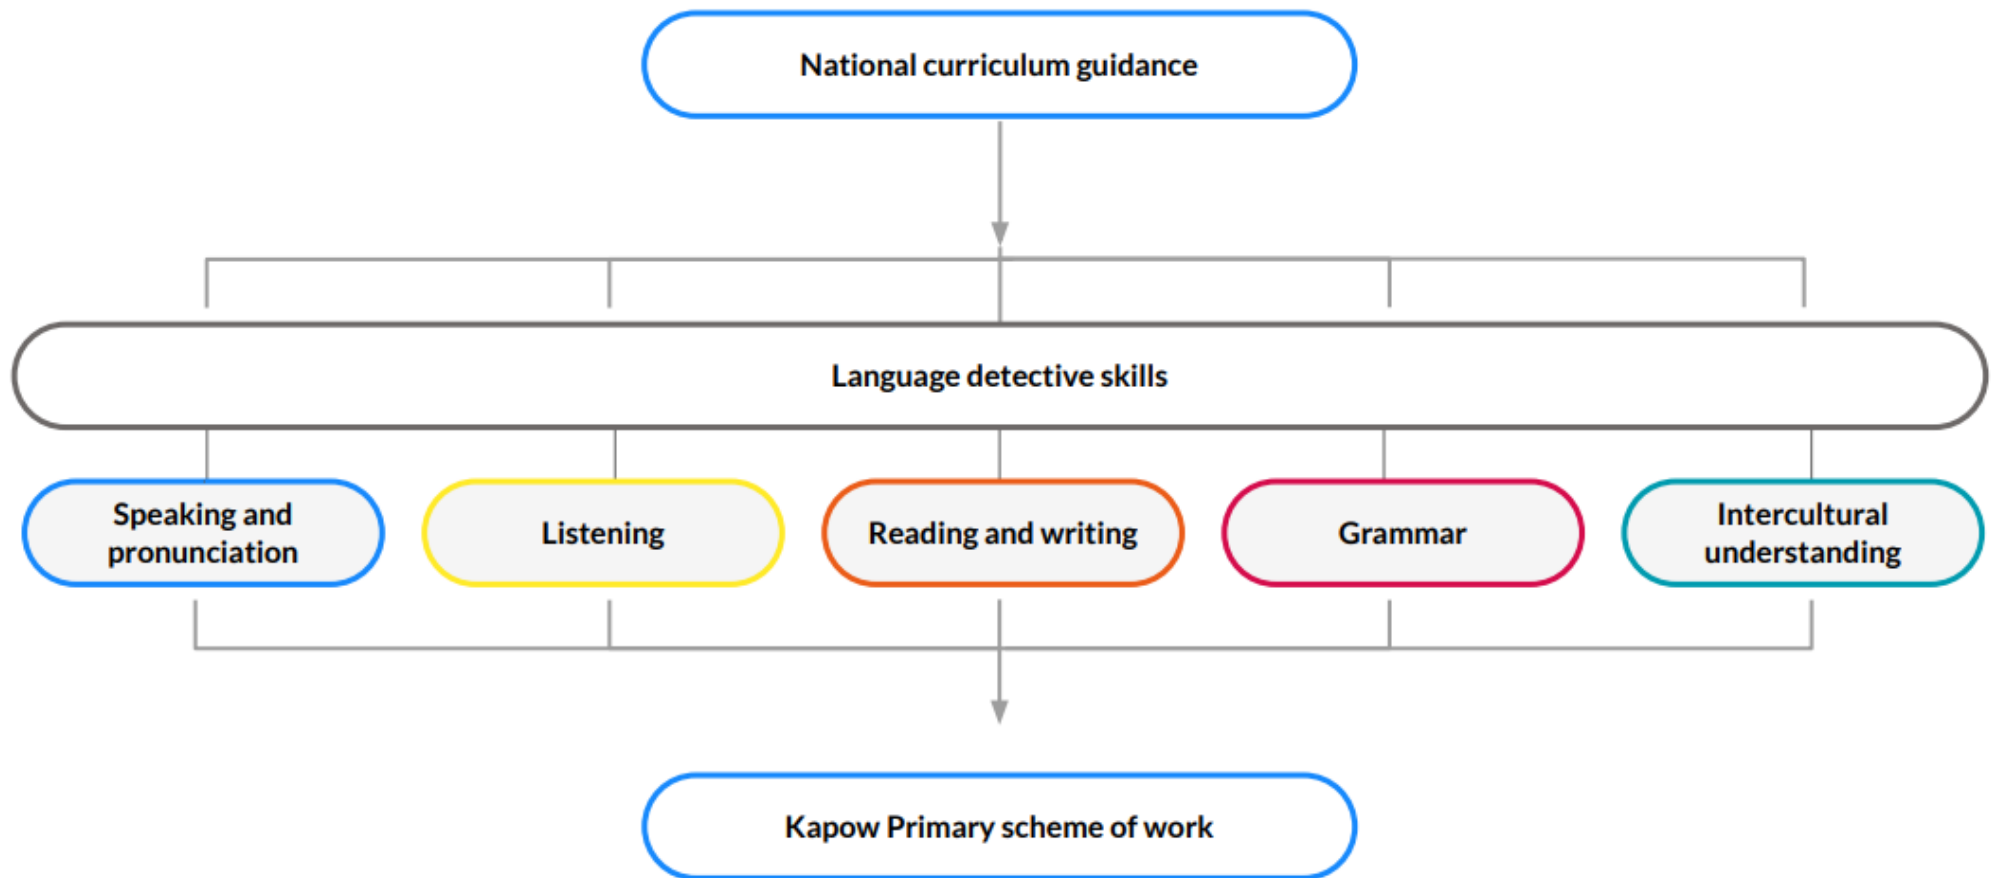 National curriculum guidance
Language detective skills
Speaking and
pronunciation
Listening
Reading and writing
Grammar
Intercultural
understanding
Kapow Primary scheme of work